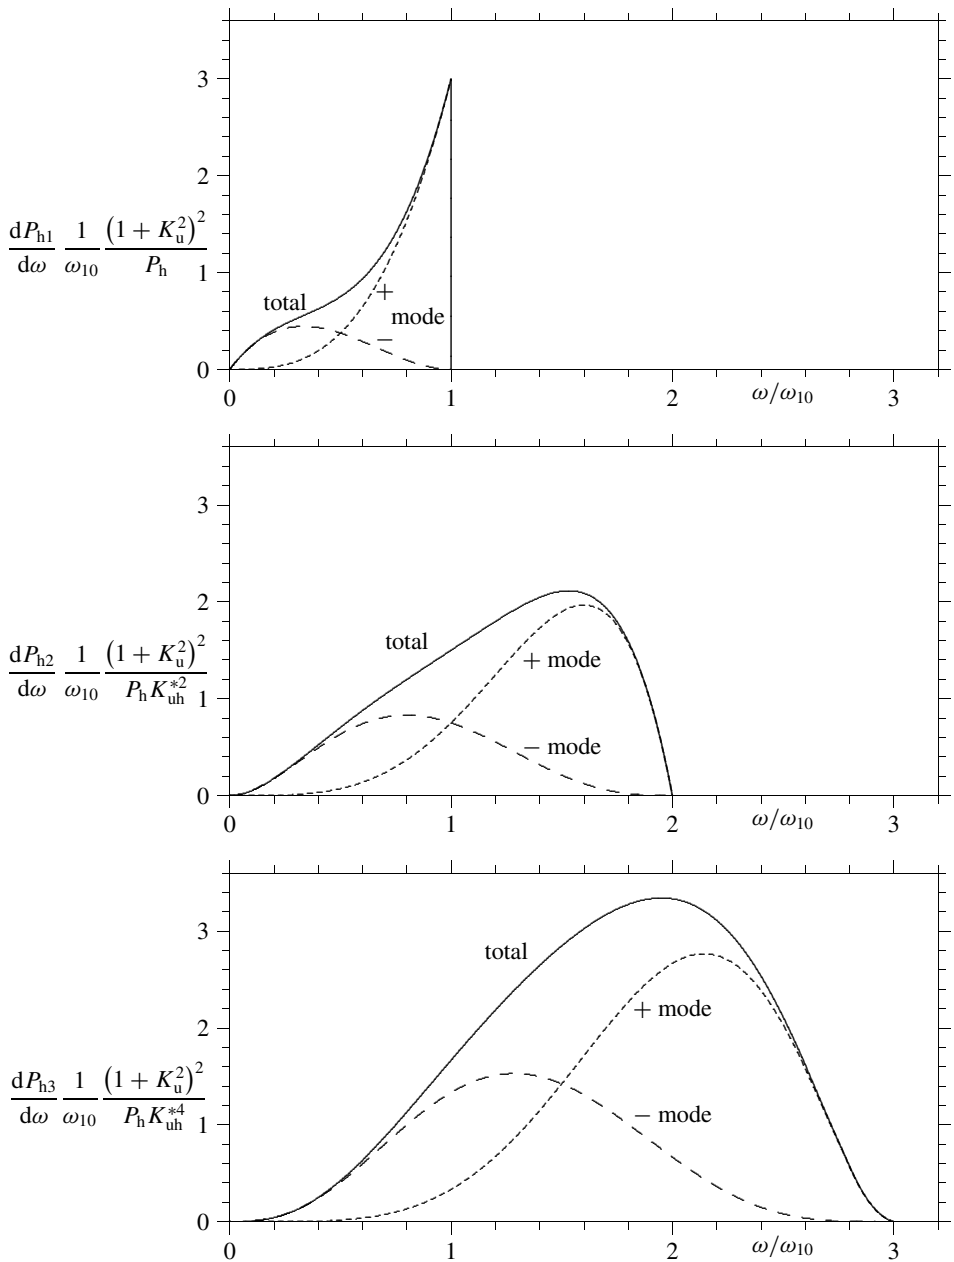 3
2
dP_h1/dω 1/ω_10 (1 + K_u^2)^2/P_h
1
total
+
mode
−
0
0 1 2 ω/ω_10 3
3
2
dP_h2/dω 1/ω_10 (1 + K_u^2)^2/P_h K_uh^*2
total
+ mode
1
− mode
0
0 1 2 ω/ω_10 3
3
total
+ mode
2
dP_h3/dω 1/ω_10 (1 + K_u^2)^2/P_h K_uh^*4
− mode
1
0
0 1 2 ω/ω_10 3